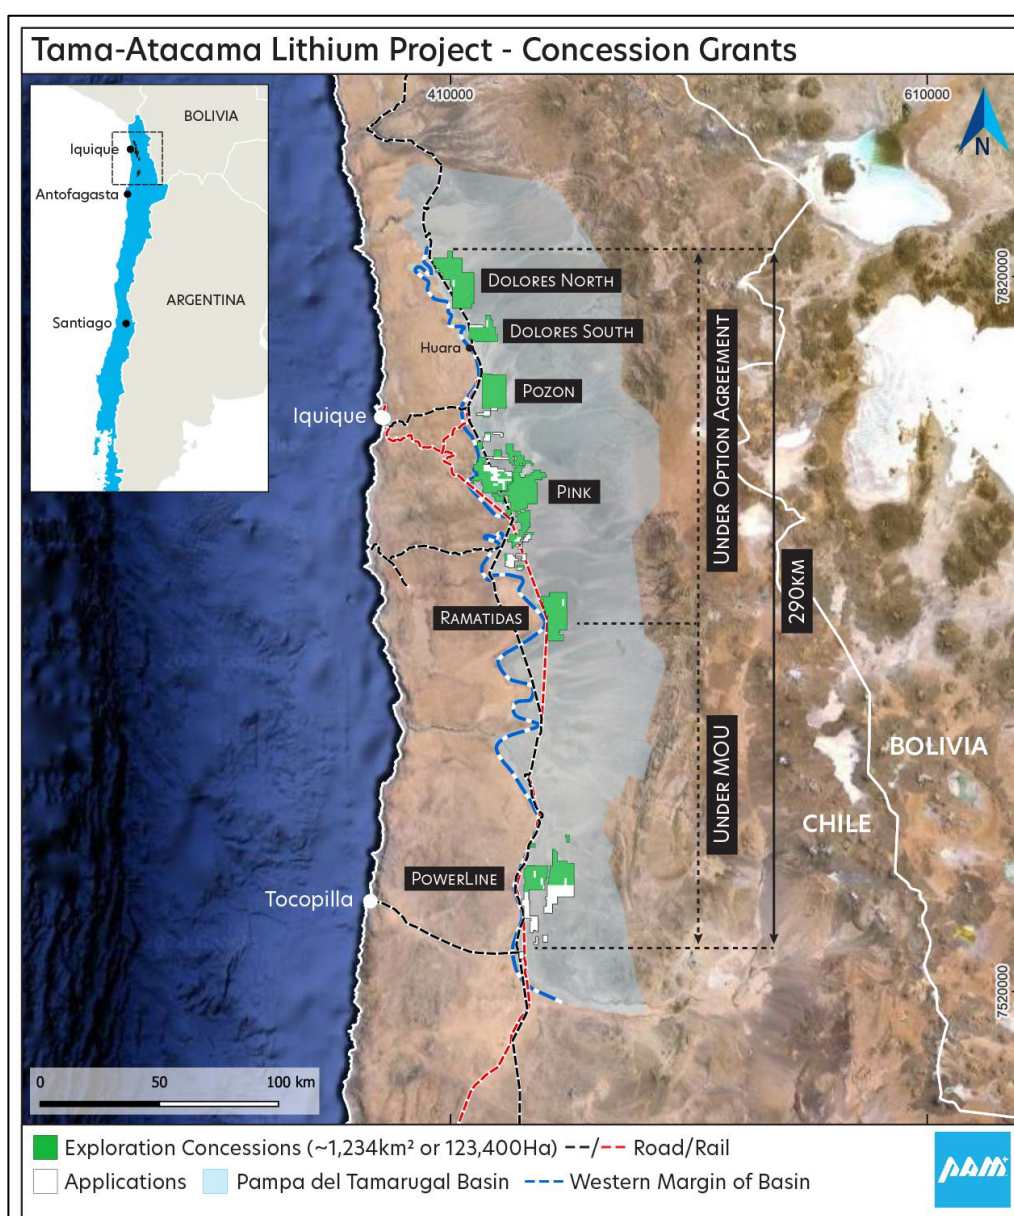 Tama-Atacama Lithium Project - Concession Grants
410000
610000
N
BOLIVIA
Iquique
Antofagasta
ARGENTINA
Santiago
7820000
DOLORES NORTH
DOLORES SOUTH
Huara
POZON
Iquique
PINK
UNDER OPTION AGREEMENT
290KM
RAMATIDAS
UNDER MOU
BOLIVIA
CHILE
POWERLINE
Tocopilla
7520000
0 50 100 km
Exploration Concessions (~1,234km² or 123,400Ha) Road/Rail
Applications Pampa del Tamarugal Basin Western Margin of Basin
PAM